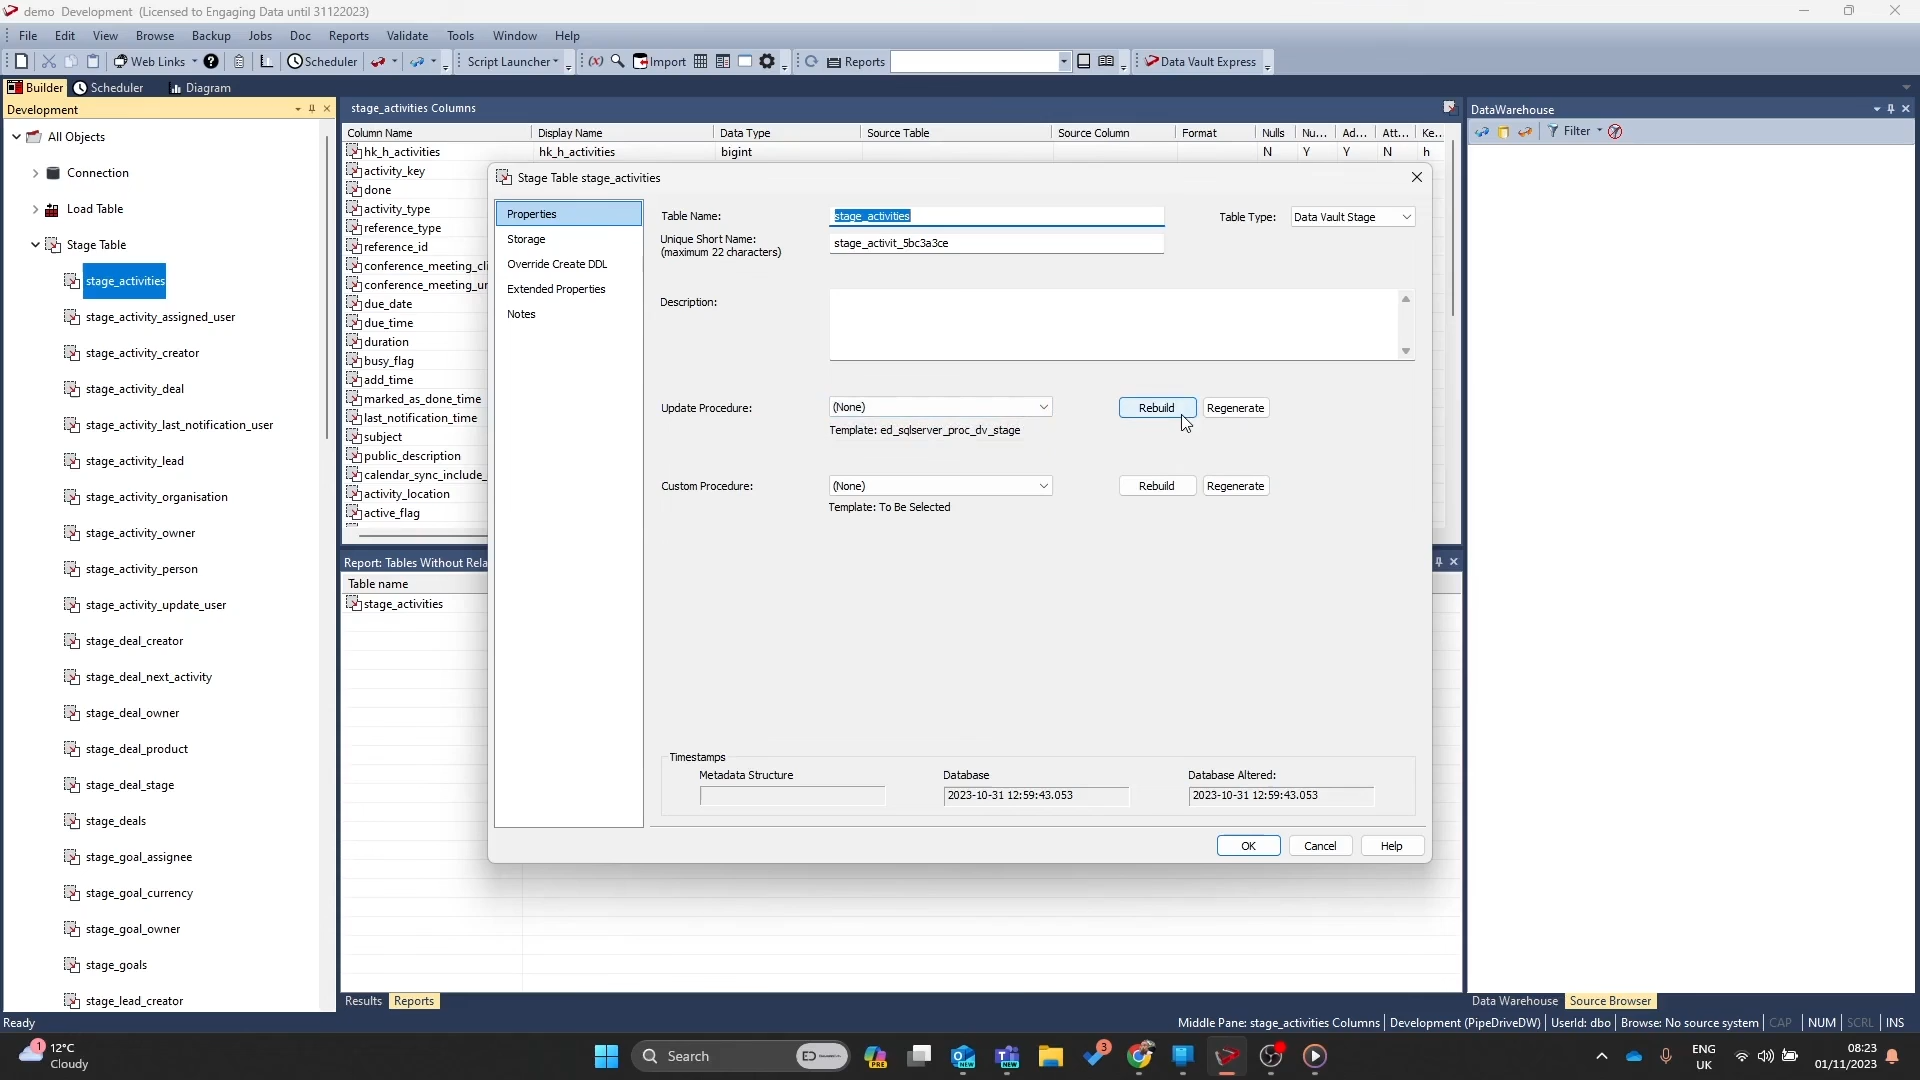 demo Development (Licensed to Engaging Data until 31122023)
File Edit View Browse Backup Jobs Doc Reports Validate Tools Window Help
Web Links Scheduler Script Launcher (x) Import Reports Data Vault Express
Builder Scheduler Diagram
Development
All Objects
Connection
Load Table
Stage Table
stage_activities
stage_activity_assigned_user
stage_activity_creator
stage_activity_deal
stage_activity_last_notification_user
stage_activity_lead
stage_activity_organisation
stage_activity_owner
stage_activity_person
stage_activity_update_user
stage_deal_creator
stage_deal_next_activity
stage_deal_owner
stage_deal_product
stage_deal_stage
stage_deals
stage_goal_assignee
stage_goal_currency
stage_goal_owner
stage_goals
stage_lead_creator
stage_activities Columns
Column Name Display Name Data Type Source Table Source Column Format Nulls Nu... Ad... Att... Ke..
hk_h_activities hk_h_activities bigint N Y Y N h
activity_key
done
activity_type
reference_type
reference_id
conference_meeting_cli
conference_meeting_ur
due_date
due_time
duration
busy_flag
add_time
marked_as_done_time
last_notification_time
subject
public_description
calendar_sync_include_
activity_location
active_flag
Report: Tables Without Rela
Table name
stage_activities
Results Reports
Stage Table stage_activities
Properties
Storage
Override Create DDL
Extended Properties
Notes
Table Name: stage_activities Table Type: Data Vault Stage
Unique Short Name: stage_activit_5bc3a3ce
(maximum 22 characters)
Description:
Update Procedure: (None) Rebuild Regenerate
Template: ed_sqlserver_proc_dv_stage
Custom Procedure: (None) Rebuild Regenerate
Template: To Be Selected
Timestamps
Metadata Structure Database Database Altered:
2023-10-31 12:59:43.053 2023-10-31 12:59:43.053
OK Cancel Help
DataWarehouse
Filter
Data Warehouse Source Browser
Ready Middle Pane: stage_activities Columns Development (PipeDriveDW) UserId: dbo Browse: No source system CAP NUM SCRL INS
1 12°C
Cloudy
Search
PRE
NEW
NEW
3
ENG
UK
08:23
01/11/2023